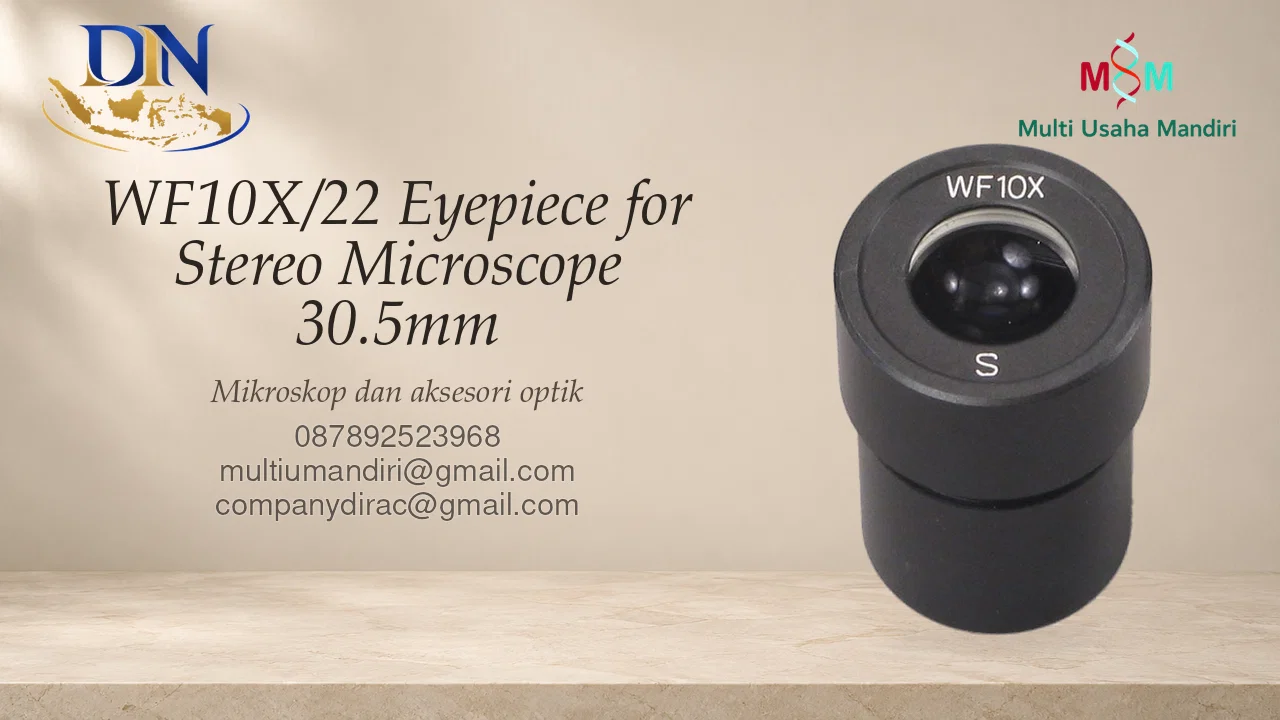 DN
MSM
Multi Usaha Mandiri
WF10X/22 Eyepiece for
Stereo Microscope
30.5mm
Mikroskop dan aksesori optik
087892523968
multiumandiri@gmail.com
companydirac@gmail.com
WF10X
S